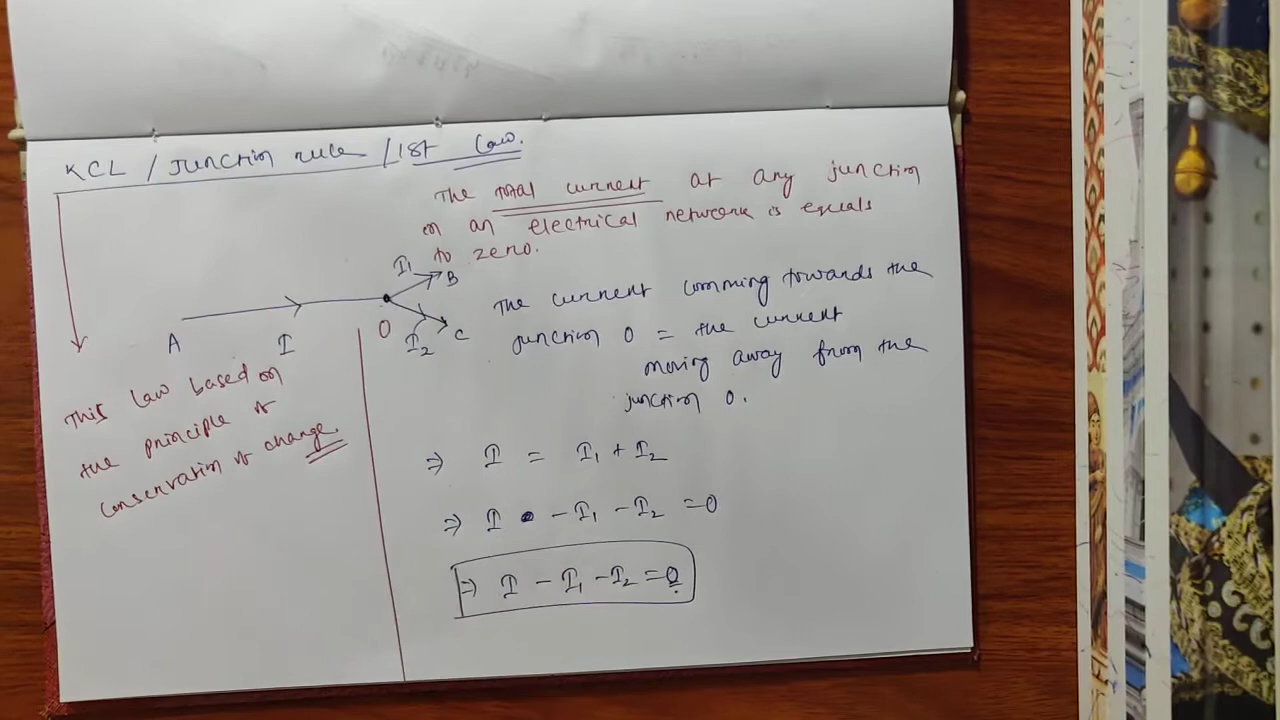 KCL / Junction rule / 1st law.
The total current at any junction
in an electrical network is equals
to zero.
I₁
B
A
I
O
I₂
C
The current comming towards the
junction O = the current
moving away from the
junction O.
This law based on
the principle of
conservation of change.
⇒ I = I₁ + I₂
⇒ I - I₁ - I₂ = 0
⇒ I - I₁ - I₂ = 0